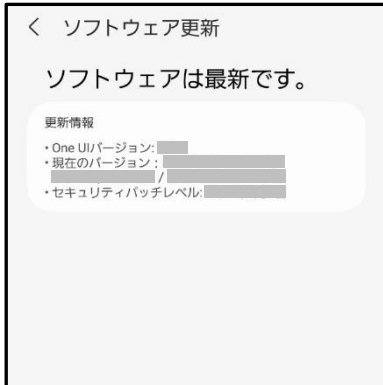 ソフトウェア更新
ソフトウェアは最新です。
更新情報
・One UIバージョン:
・現在のバージョン：
/
・セキュリティパッチレベル: